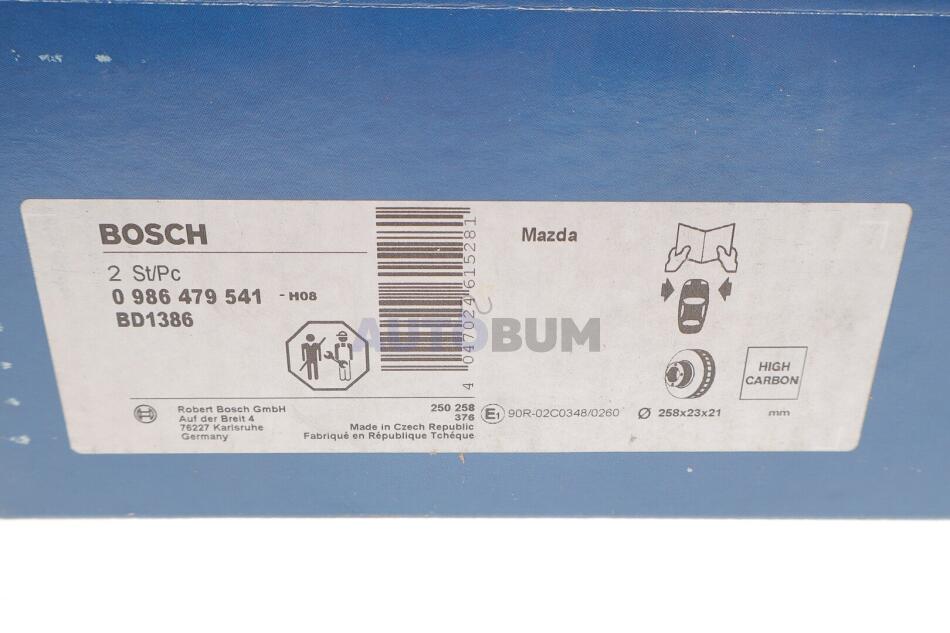 BOSCH
2 St/Pc
0 986 479 541 - H08
BD1386
4 047024 615281
Mazda
AUTOBUM
HIGH
CARBON
Robert Bosch GmbH
Auf der Breit 4
76227 Karlsruhe
Germany
250 258
376
Made in Czech Republic
Fabriqué en République Tchéque
E1 90R-02C0348/0260
Ø 258x23x21
mm